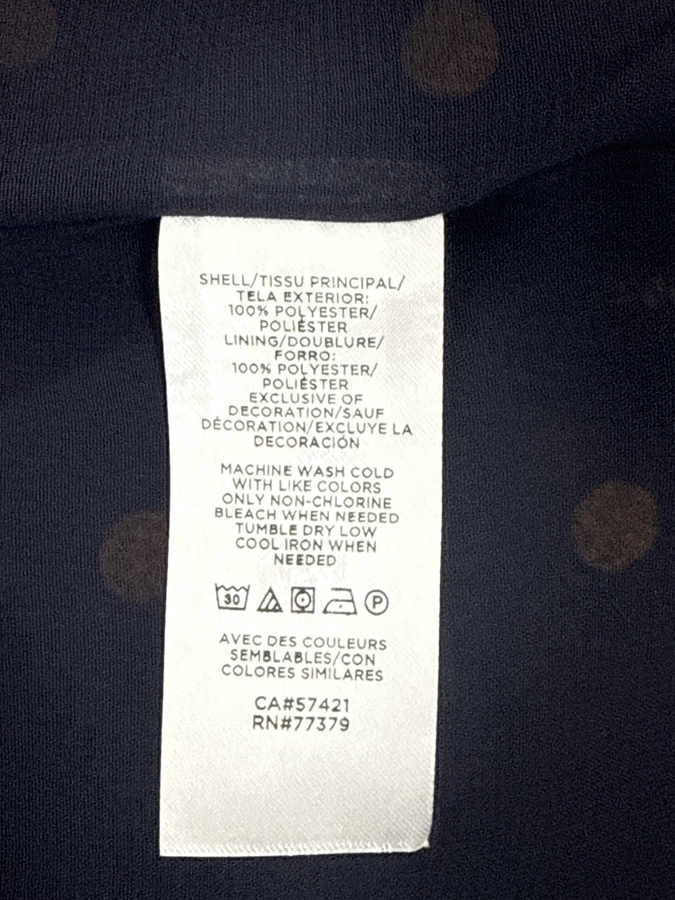 SHELL/TISSU PRINCIPAL/
TELA EXTERIOR:
100% POLYESTER/
POLIÉSTER
LINING/DOUBLURE/
FORRO:
100% POLYESTER/
POLIÉSTER
EXCLUSIVE OF
DECORATION/SAUF
DÉCORATION/EXCLUYE LA
DECORACIÓN
MACHINE WASH COLD
WITH LIKE COLORS
ONLY NON-CHLORINE
BLEACH WHEN NEEDED
TUMBLE DRY LOW
COOL IRON WHEN
NEEDED
30 P
AVEC DES COULEURS
SEMBLABLES/CON
COLORES SIMILARES
CA#57421
RN#77379